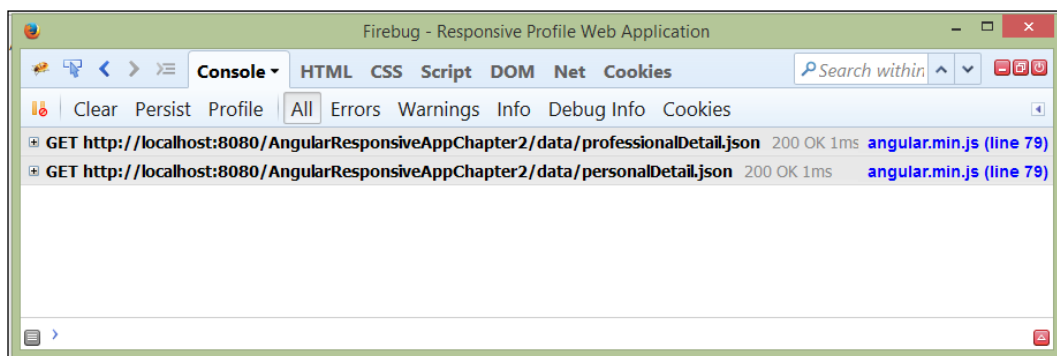 Firebug - Responsive Profile Web Application
Console HTML CSS Script DOM Net Cookies Search within
Clear Persist Profile All Errors Warnings Info Debug Info Cookies
GET http://localhost:8080/AngularResponsiveAppChapter2/data/professionalDetail.json 200 OK 1ms angular.min.js (line 79)
GET http://localhost:8080/AngularResponsiveAppChapter2/data/personalDetail.json 200 OK 1ms angular.min.js (line 79)